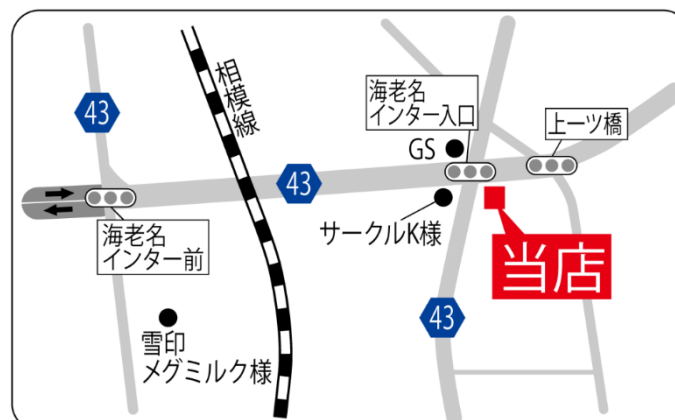 43
相模線
海老名
インター入口
上一ツ橋
GS
43
サークルK様
当店
海老名
インター前
43
雪印
メグミルク様